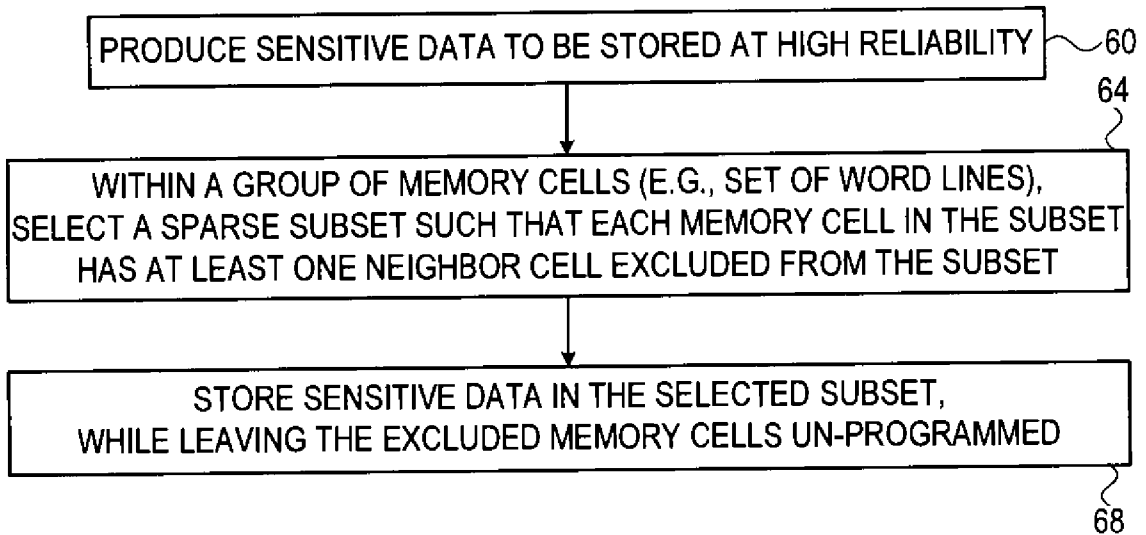 PRODUCE SENSITIVE DATA TO BE STORED AT HIGH RELIABILITY
60
64
WITHIN A GROUP OF MEMORY CELLS (E.G., SET OF WORD LINES),
SELECT A SPARSE SUBSET SUCH THAT EACH MEMORY CELL IN THE SUBSET
HAS AT LEAST ONE NEIGHBOR CELL EXCLUDED FROM THE SUBSET
STORE SENSITIVE DATA IN THE SELECTED SUBSET,
WHILE LEAVING THE EXCLUDED MEMORY CELLS UN-PROGRAMMED
68